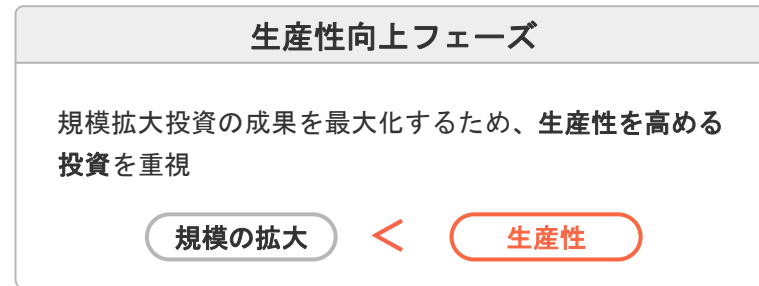 生産性向上フェーズ
規模拡大投資の成果を最大化するため、生産性を高める
投資を重視
規模の拡大 < 生産性